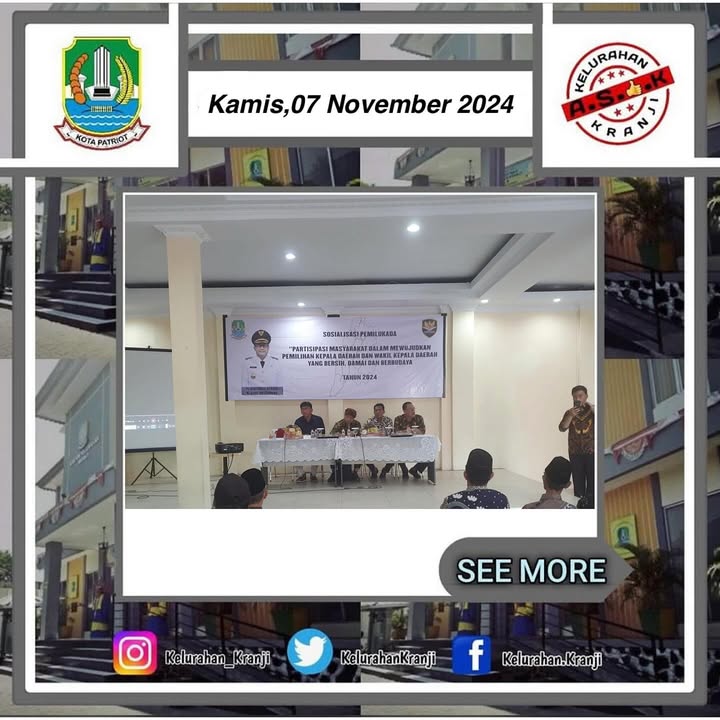 KOTA PATRIOT
Kamis,07 November 2024
KELURAHAN
A.S.K
KRANJI
SOSIALISASI PEMILUKADA
"PARTISIPASI MASYARAKAT DALAM MEWUJUDKAN
PEMILIHAN KEPALA DAERAH DAN WAKIL KEPALA DAERAH
YANG BERSIH, DAMAI DAN BERBUDAYA
TAHUN 2024
SEE MORE
Kelurahan_Kranji
KelurahanKranji
Kelurahan.Kranji